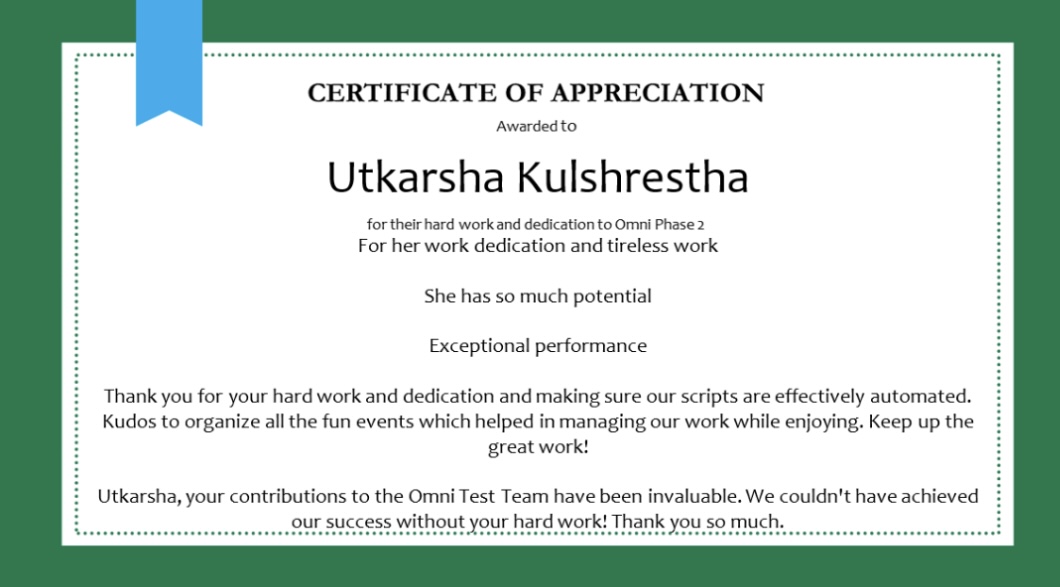 CERTIFICATE OF APPRECIATION
Awarded to
Utkarsha Kulshrestha
for their hard work and dedication to Omni Phase 2
For her work dedication and tireless work
She has so much potential
Exceptional performance
Thank you for your hard work and dedication and making sure our scripts are effectively automated.
Kudos to organize all the fun events which helped in managing our work while enjoying. Keep up the
great work!
Utkarsha, your contributions to the Omni Test Team have been invaluable. We couldn't have achieved
our success without your hard work! Thank you so much.